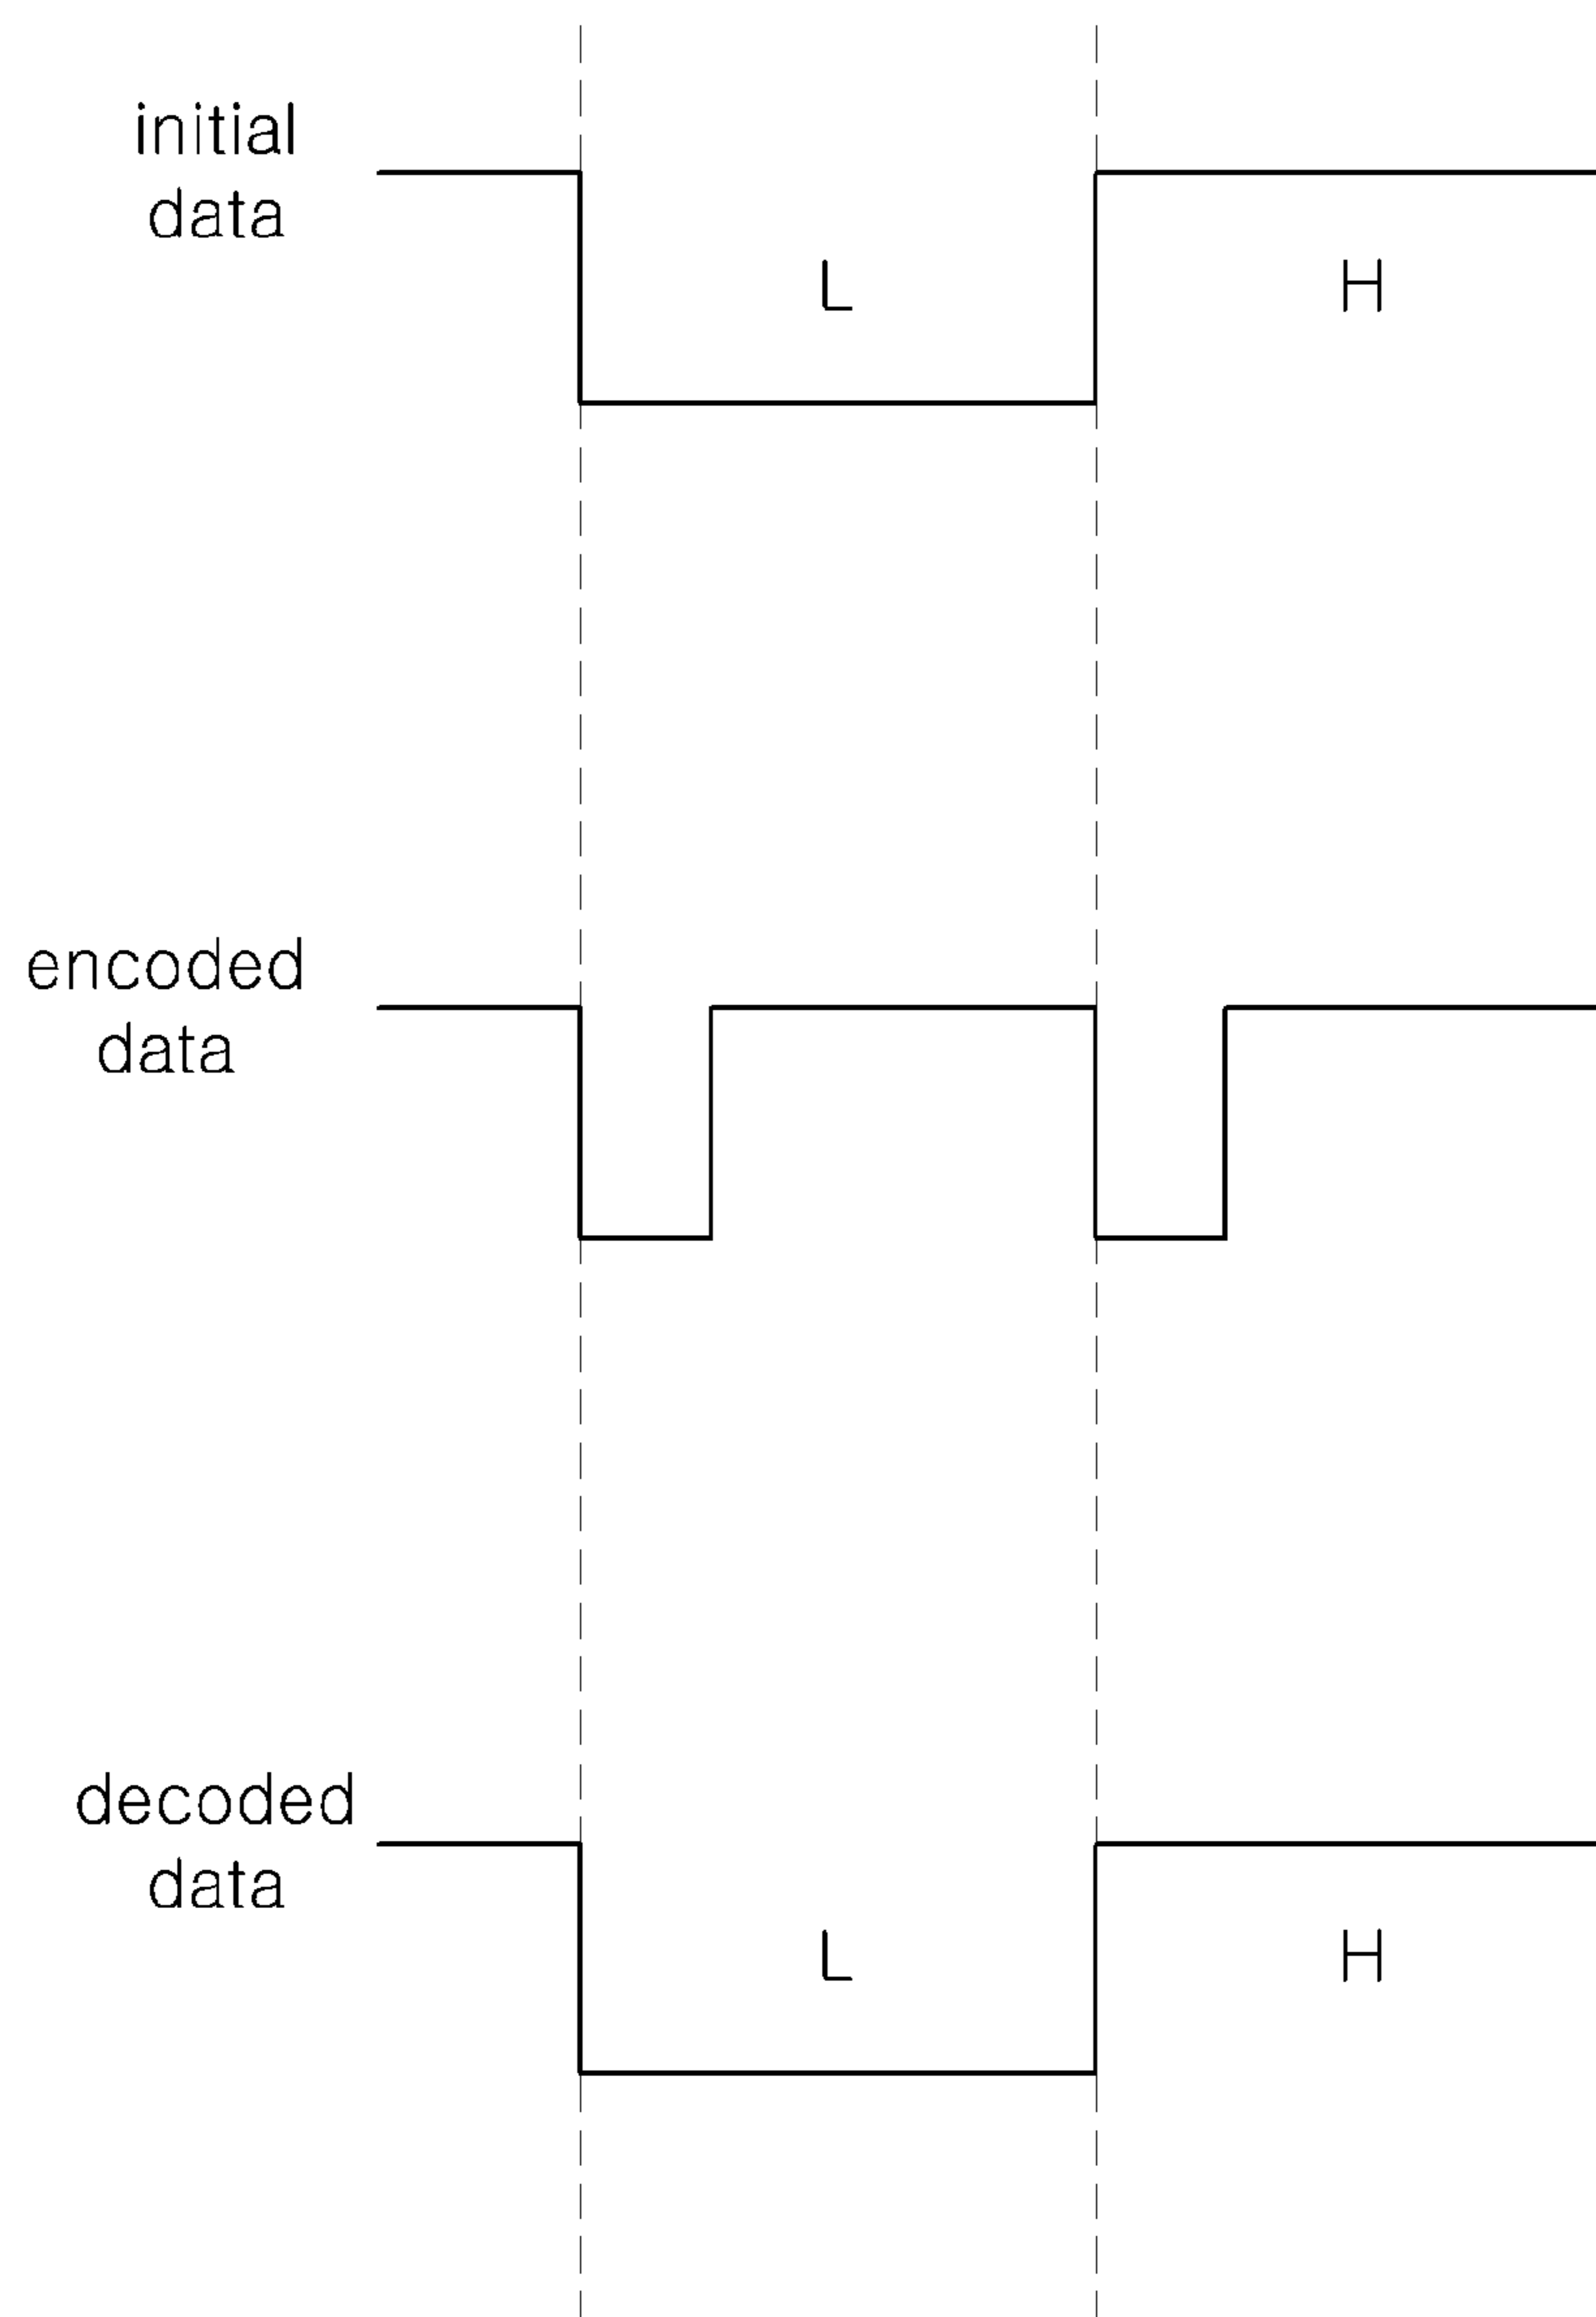 initial
data
L
H
encoded
data
decoded
data
L
H